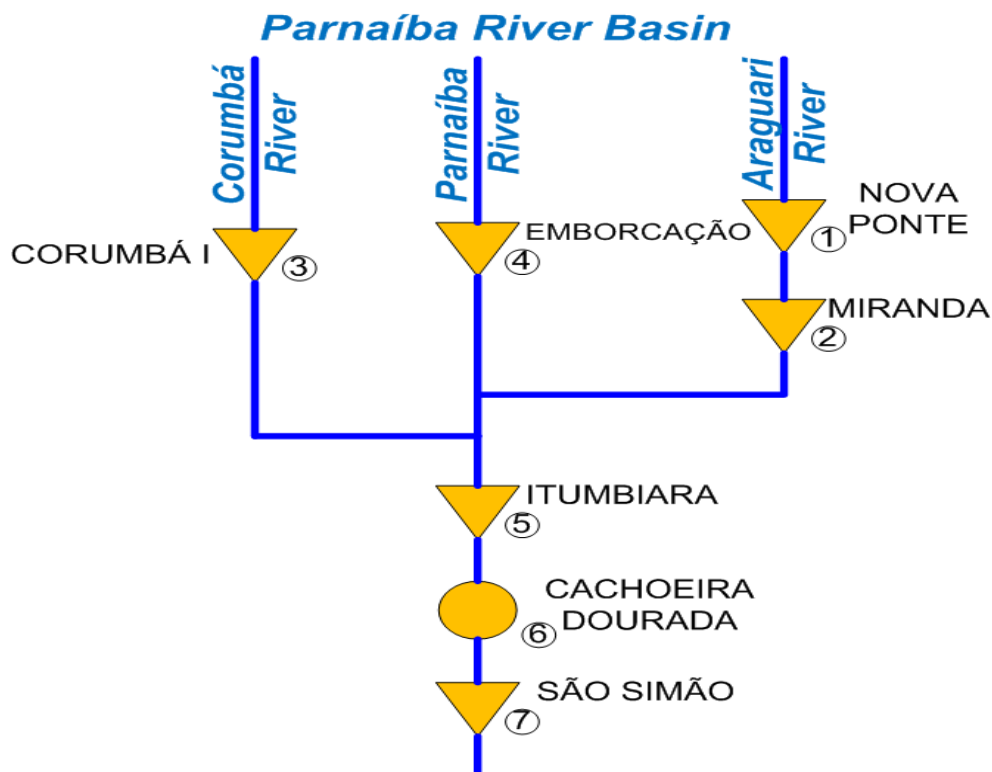 Parnaíba River Basin
Corumbá
River
Parnaíba
River
Araguari
River
NOVA
PONTE
1
EMBORCAÇÃO
4
CORUMBÁ I
3
MIRANDA
2
ITUMBIARA
5
CACHOEIRA
DOURADA
6
SÃO SIMÃO
7